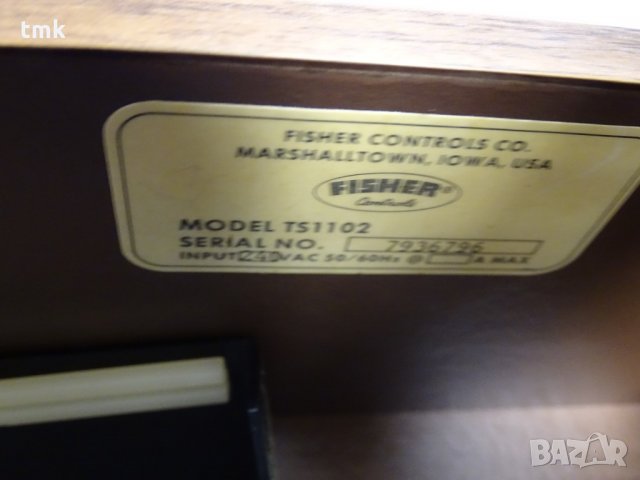 tmk
FISHER CONTROLS CO.
MARSHALLTOWN, IOWA, USA
FISHER®
Controls
MODEL TS1102
SERIAL NO. 7936796
INPUT 240 VAC 50/60Hz @ A MAX
BAZAR